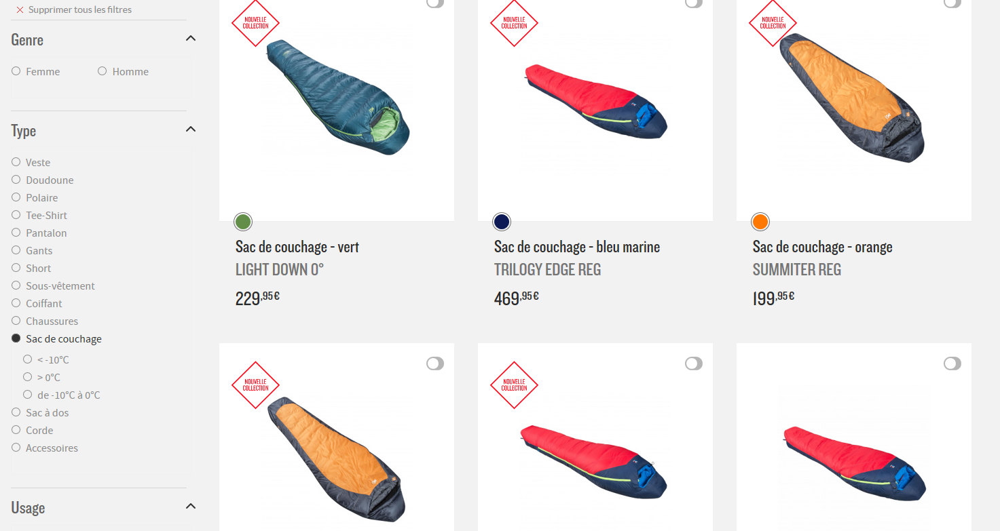 Supprimer tous les filtres
Genre
Femme
Homme
Type
Veste
Doudoune
Polaire
Tee-Shirt
Pantalon
Gants
Short
Sous-vêtement
Coiffant
Chaussures
Sac de couchage
< -10°C
> 0°C
de -10°C à 0°C
Sac à dos
Corde
Accessoires
Usage
NOUVELLE
COLLECTION
Sac de couchage - vert
LIGHT DOWN 0°
229,95€
NOUVELLE
COLLECTION
Sac de couchage - bleu marine
TRILOGY EDGE REG
469,95€
NOUVELLE
COLLECTION
Sac de couchage - orange
SUMMITER REG
199,95€
NOUVELLE
COLLECTION
NOUVELLE
COLLECTION